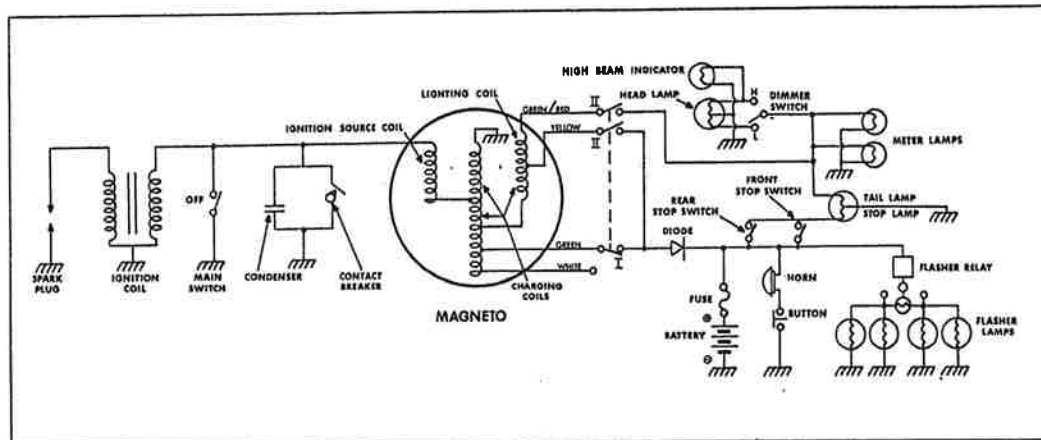 HIGH BEAM INDICATOR
HEAD LAMP
H
DIMMER
SWITCH
L
LIGHTING COIL
GREEN/RED
II
YELLOW
II
IGNITION SOURCE COIL
METER LAMPS
OFF
FRONT
STOP SWITCH
REAR
STOP SWITCH
TAIL LAMP
STOP LAMP
DIODE
GREEN
I
WHITE
SPARK
PLUG
IGNITION
COIL
MAIN
SWITCH
CONDENSER
CONTACT
BREAKER
CHARGING
COILS
MAGNETO
FUSE
⊕
BATTERY
⊖
HORN
BUTTON
FLASHER RELAY
FLASHER
LAMPS